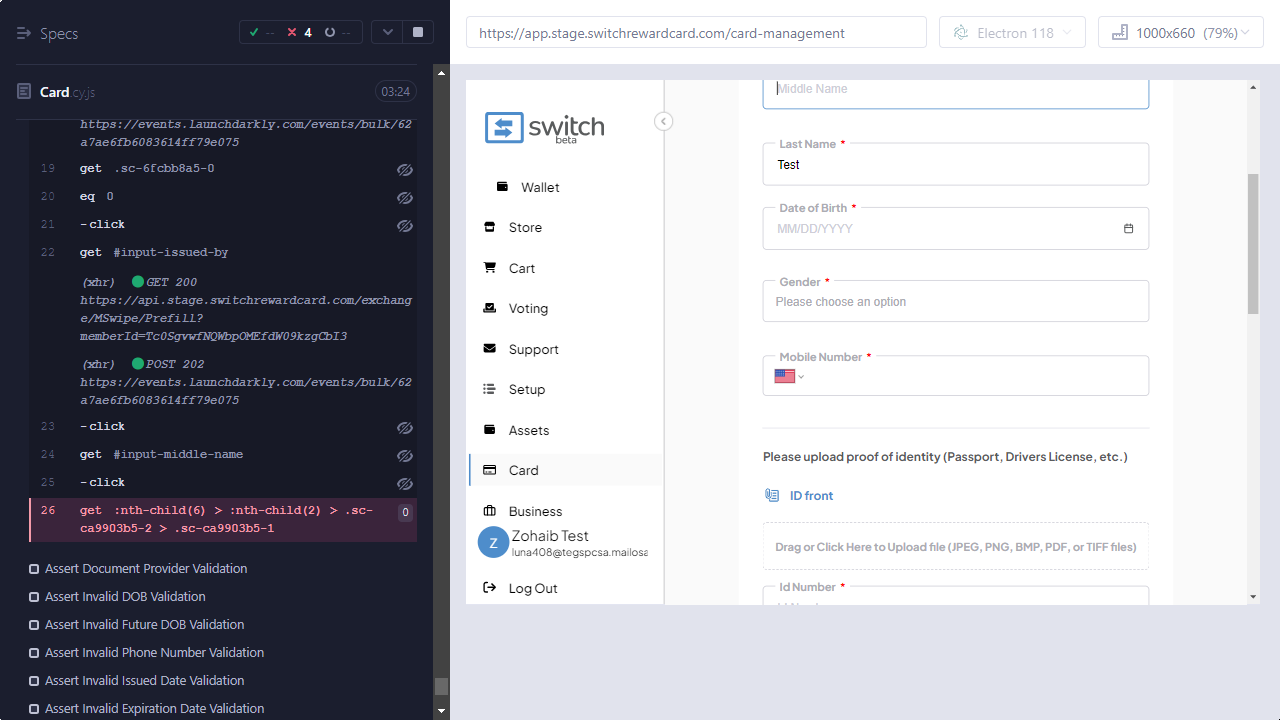 Specs
-- 4 --
Card.cy.js
03:24
https://events.launchdarkly.com/events/bulk/62
a7ae6fb6083614ff79e075
19 get .sc-6fcbb8a5-0
20 eq 0
21 -click
22 get #input-issued-by
(xhr) GET 200
https://api.stage.switchrewardcard.com/exchang
e/MSwipe/Prefill?
memberId=Tc0SgvwfNQWbpOMEfdW09kzgCbI3
(xhr) POST 202
https://events.launchdarkly.com/events/bulk/62
a7ae6fb6083614ff79e075
23 -click
24 get #input-middle-name
25 -click
26 get :nth-child(6) > :nth-child(2) > .sc-
ca9903b5-2 > .sc-ca9903b5-1
0
Assert Document Provider Validation
Assert Invalid DOB Validation
Assert Invalid Future DOB Validation
Assert Invalid Phone Number Validation
Assert Invalid Issued Date Validation
Assert Invalid Expiration Date Validation
https://app.stage.switchrewardcard.com/card-management
Electron 118
1000x660 (79%)
switch
beta
Wallet
Store
Cart
Voting
Support
Setup
Assets
Card
Business
Z
Zohaib Test
luna408@tegspcsa.mailosa
Log Out
Middle Name
Last Name *
Test
Date of Birth *
MM/DD/YYYY
Gender *
Please choose an option
Mobile Number *
Please upload proof of identity (Passport, Drivers License, etc.)
ID front
Drag or Click Here to Upload file (JPEG, PNG, BMP, PDF, or TIFF files)
Id Number *